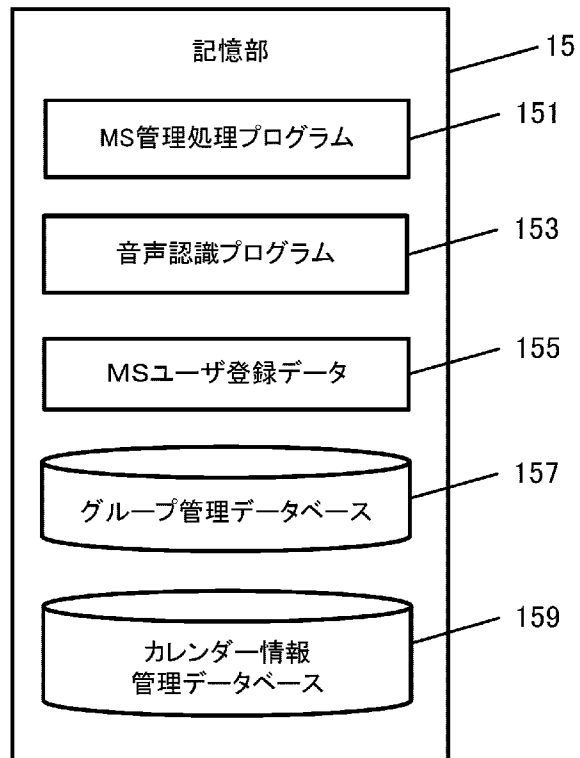 記憶部
15
MS管理処理プログラム
151
音声認識プログラム
153
ＭＳユーザ登録データ
155
グループ管理データベース
157
カレンダー情報
管理データベース
159